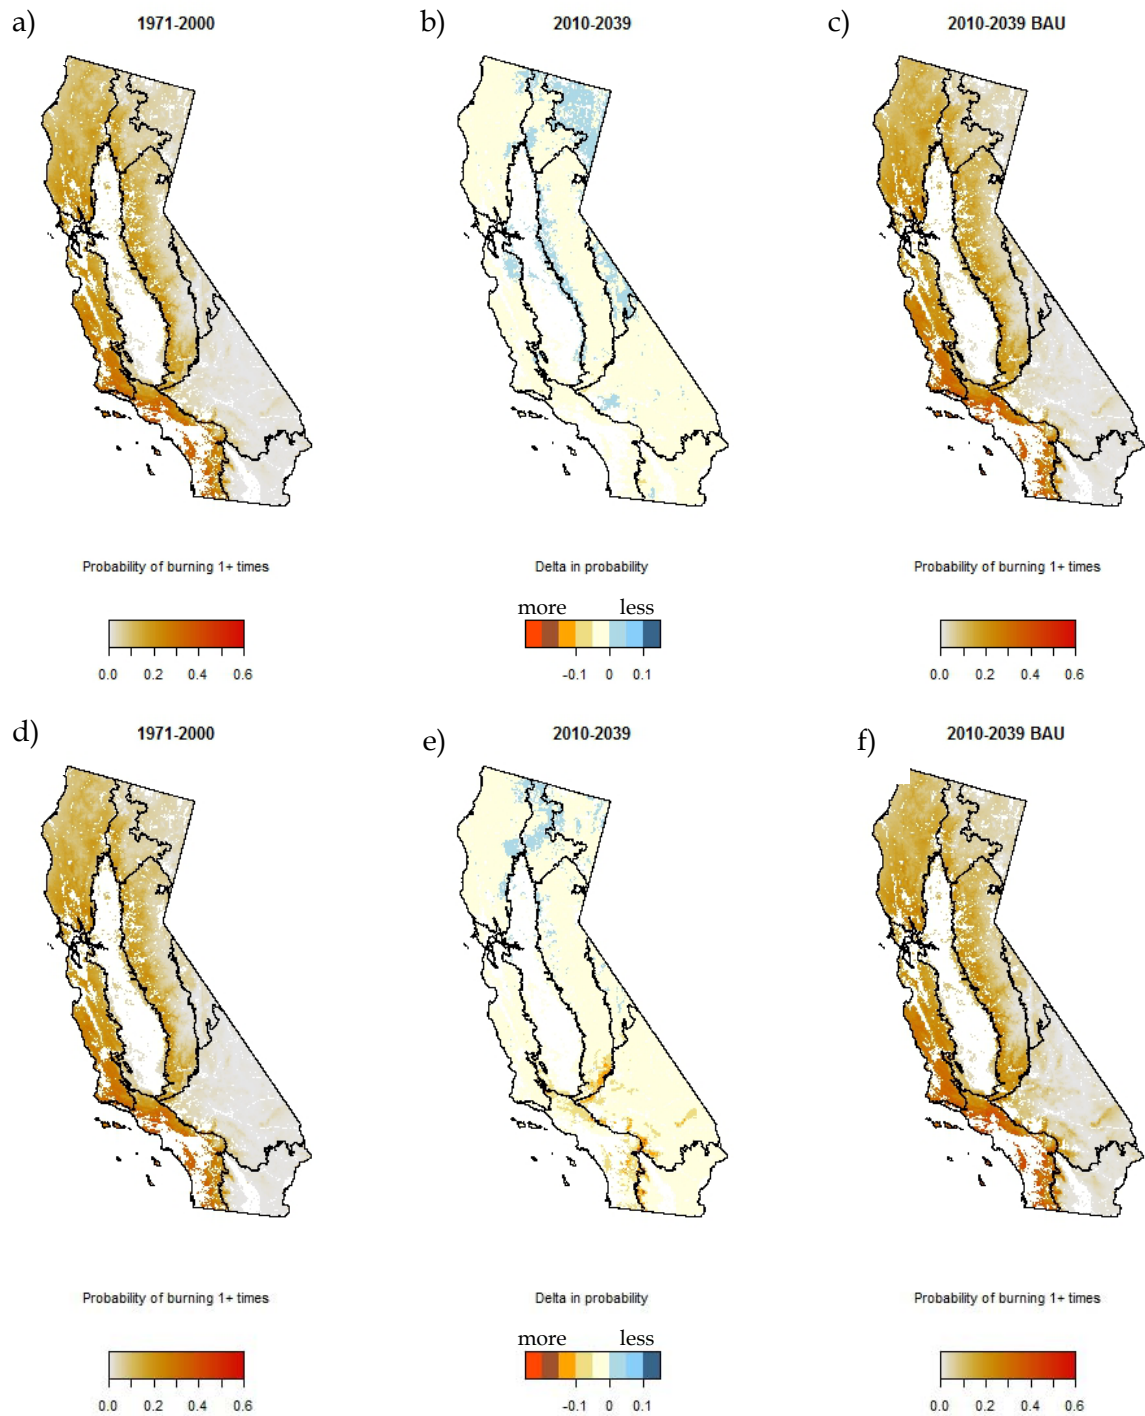 a) 1971-2000 b) 2010-2039 c) 2010-2039 BAU
Probability of burning 1+ times Delta in probability Probability of burning 1+ times
more less
0.0 0.2 0.4 0.6 -0.1 0 0.1 0.0 0.2 0.4 0.6
d) 1971-2000 e) 2010-2039 f) 2010-2039 BAU
Probability of burning 1+ times Delta in probability Probability of burning 1+ times
more less
0.0 0.2 0.4 0.6 -0.1 0 0.1 0.0 0.2 0.4 0.6